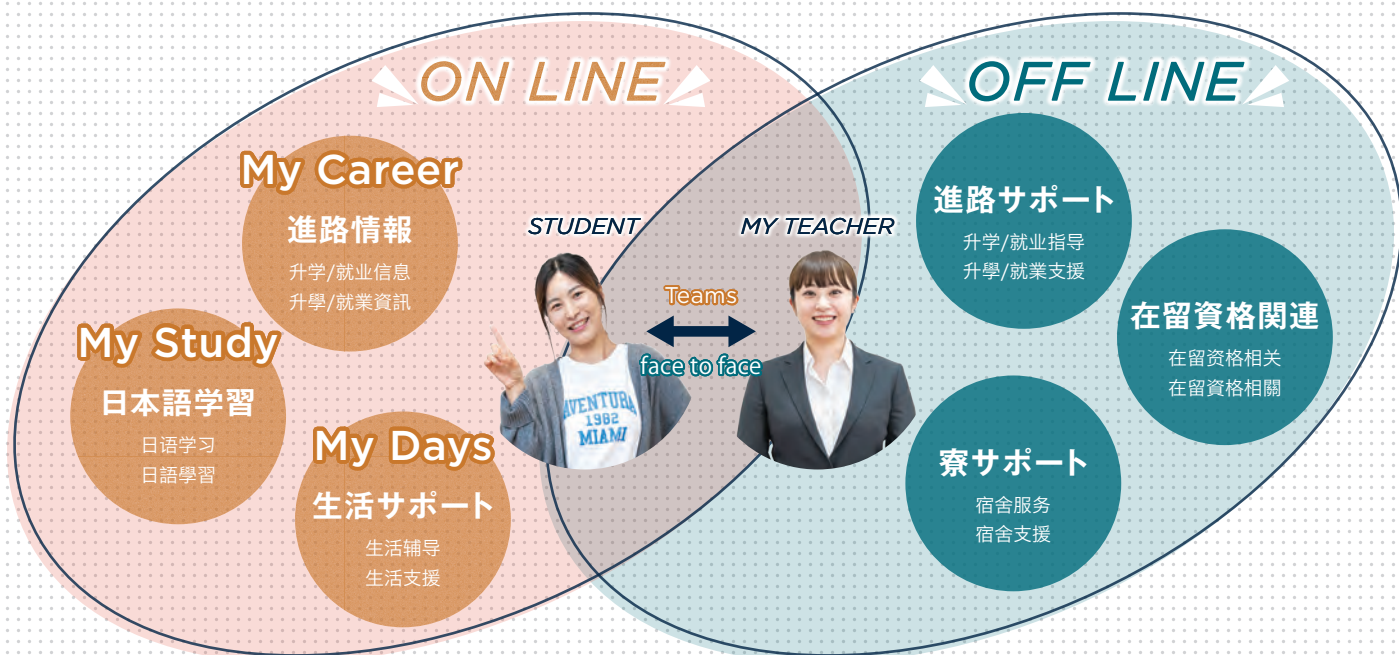 ON LINE
My Career
進路情報
升学/就业信息
升學/就業資訊
My Study
日本語学習
日语学习
日語學習
My Days
生活サポート
生活辅导
生活支援
STUDENT
AVENTURA
1982
MIAMI
Teams
face to face
MY TEACHER
OFF LINE
進路サポート
升学/就业指导
升學/就業支援
在留資格関連
在留资格相关
在留資格相關
寮サポート
宿舍服务
宿舍支援